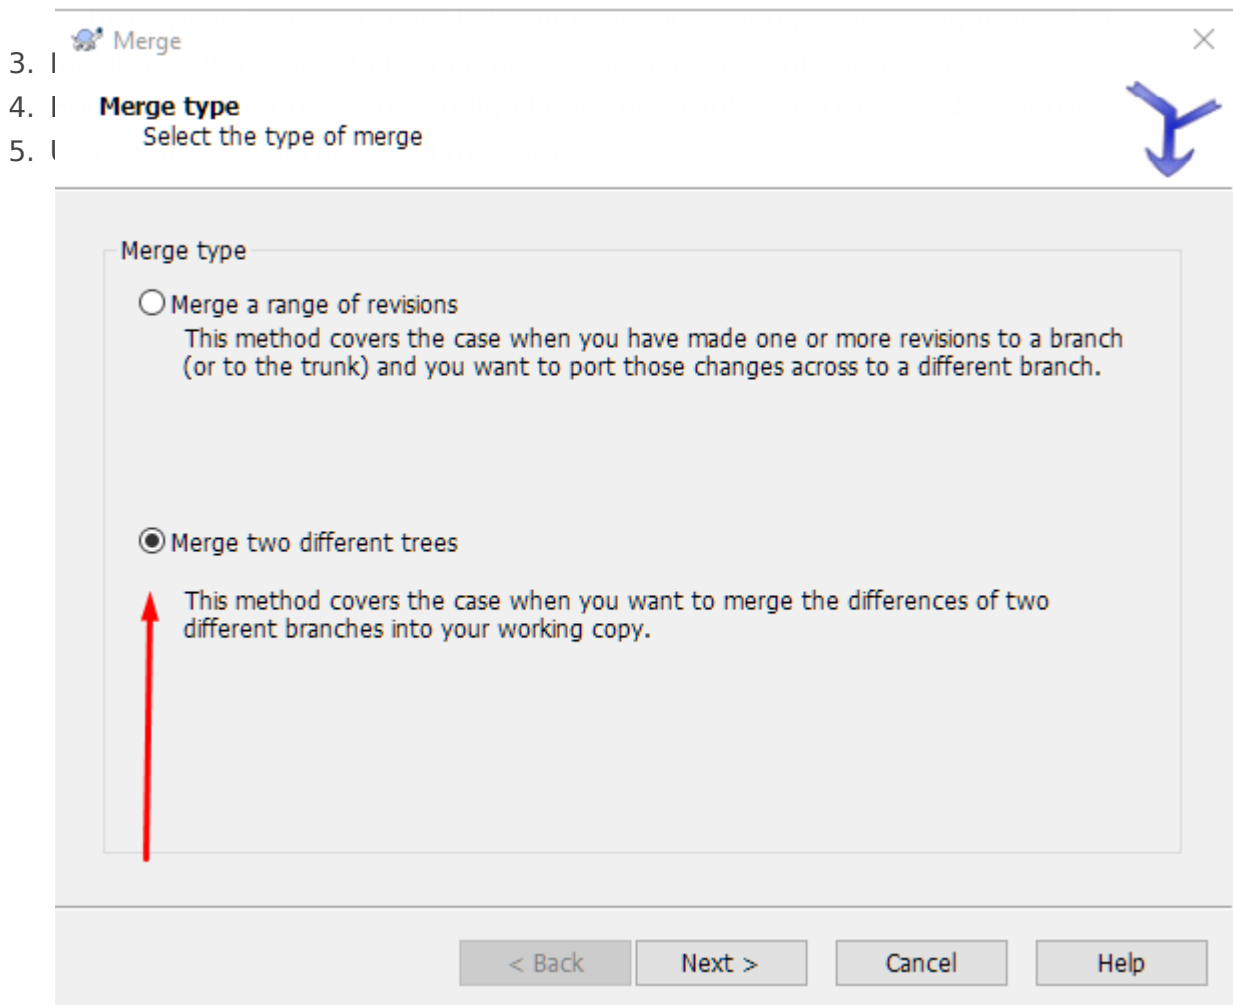 Merge
3.
4.
5.
Merge type
Select the type of merge
Merge type
Merge a range of revisions
This method covers the case when you have made one or more revisions to a branch
(or to the trunk) and you want to port those changes across to a different branch.
Merge two different trees
This method covers the case when you want to merge the differences of two
different branches into your working copy.
< Back
Next >
Cancel
Help